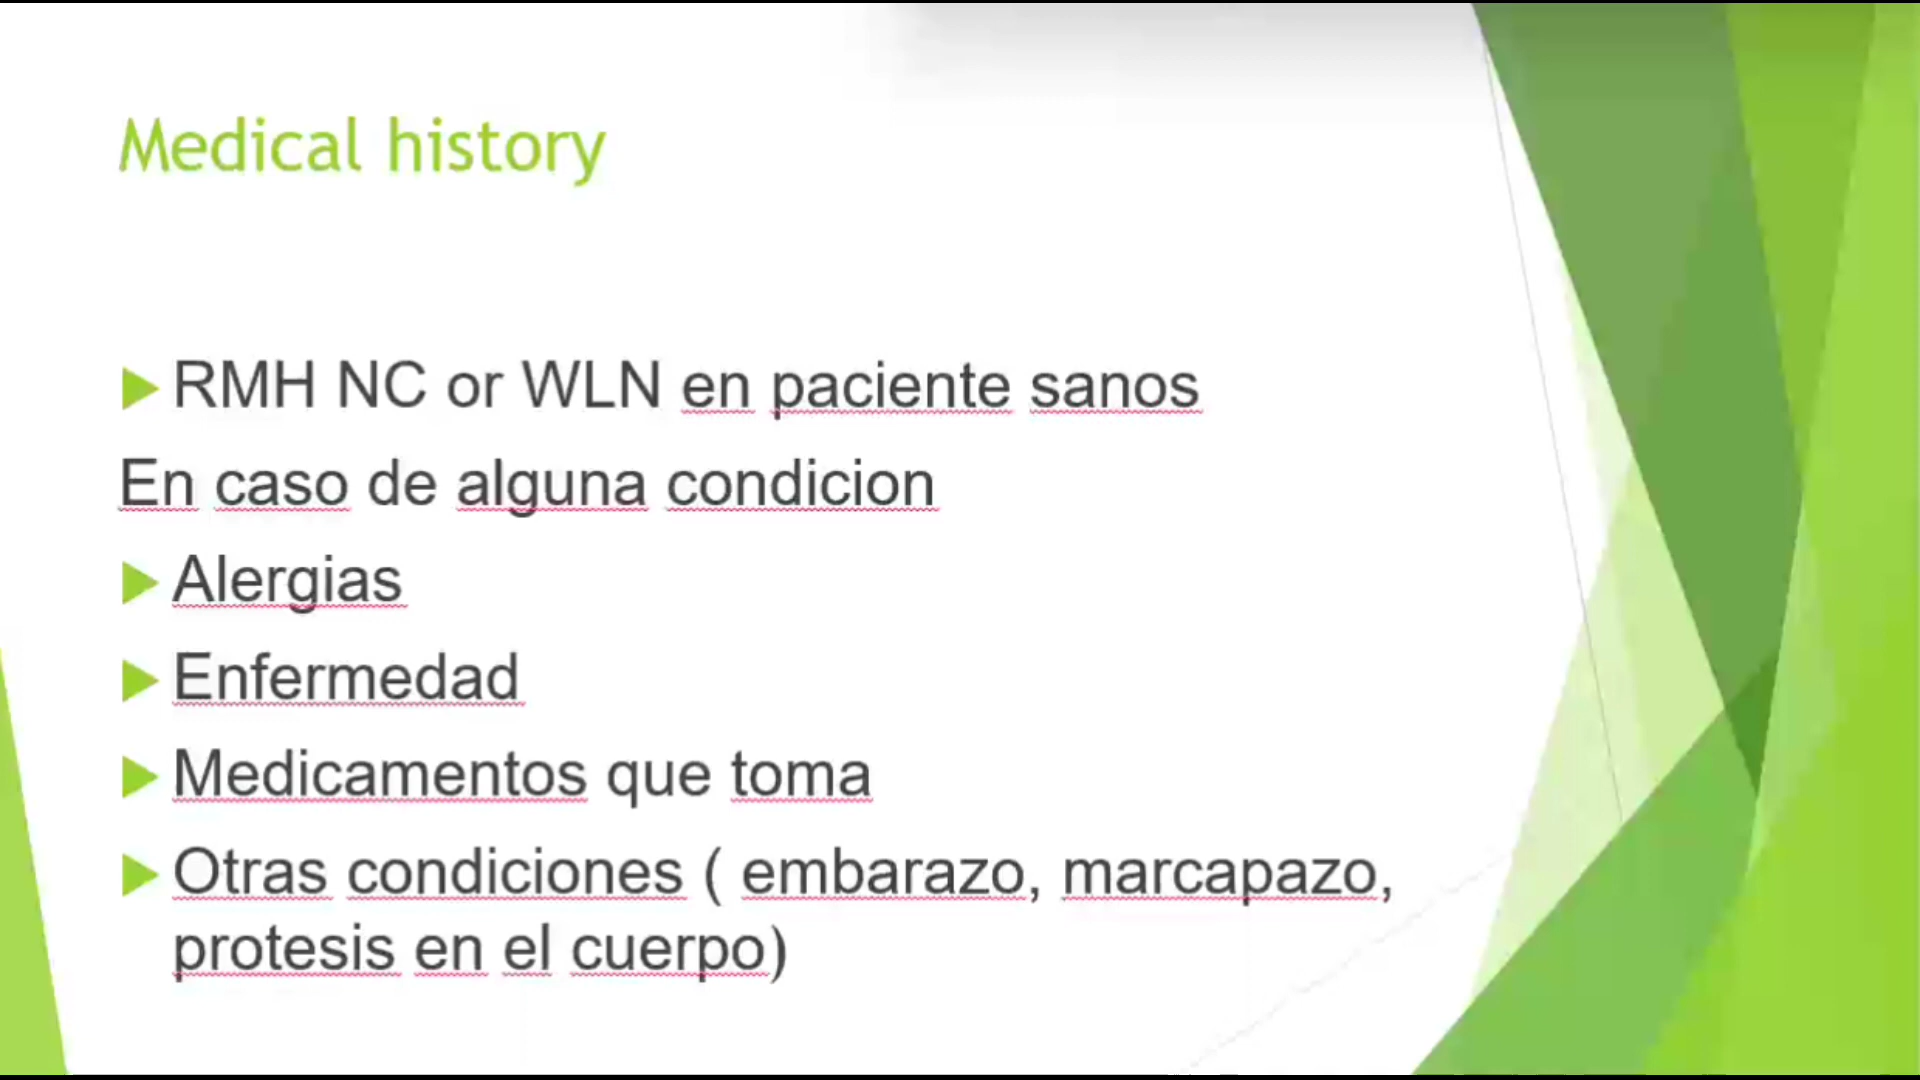 Medical history
RMH NC or WLN en paciente sanos
En caso de alguna condicion
Alergias
Enfermedad
Medicamentos que toma
Otras condiciones ( embarazo, marcapazo,
protesis en el cuerpo)